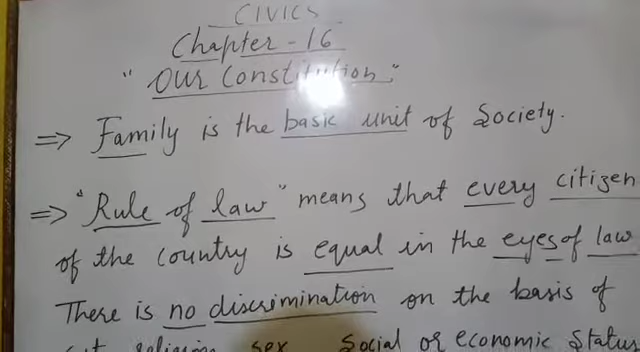 CIVICS
Chapter - 16
"Our Constitution"
⇒ Family is the basic unit of Society.
⇒ "Rule of law" means that every citizen
of the country is equal in the eyes of law
There is no discrimination on the basis of
religion sex social or economic status